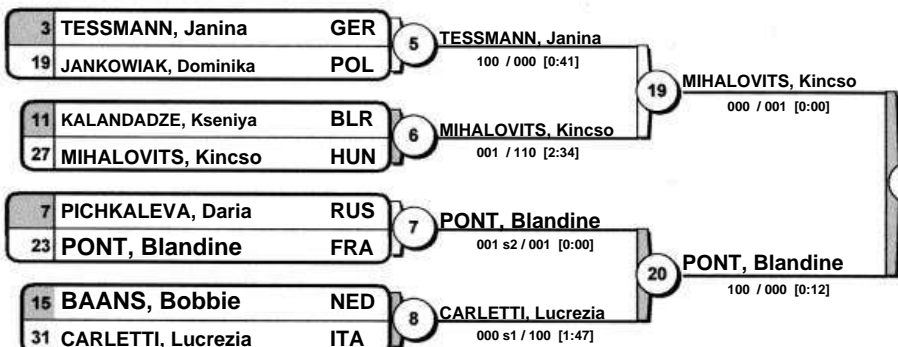 3 TESSMANN, Janina GER
19 JANKOWIAK, Dominika POL
5
TESSMANN, Janina
100 / 000 [0:41]
11 KALANDADZE, Kseniya BLR
27 MIHALOVITS, Kincso HUN
6
MIHALOVITS, Kincso
001 / 110 [2:34]
19
MIHALOVITS, Kincso
000 / 001 [0:00]
7 PICHKALEVA, Daria RUS
23 PONT, Blandine FRA
7
PONT, Blandine
001 s2 / 001 [0:00]
15 BAANS, Bobbie NED
31 CARLETTI, Lucrezia ITA
8
CARLETTI, Lucrezia
000 s1 / 100 [1:47]
20
PONT, Blandine
100 / 000 [0:12]